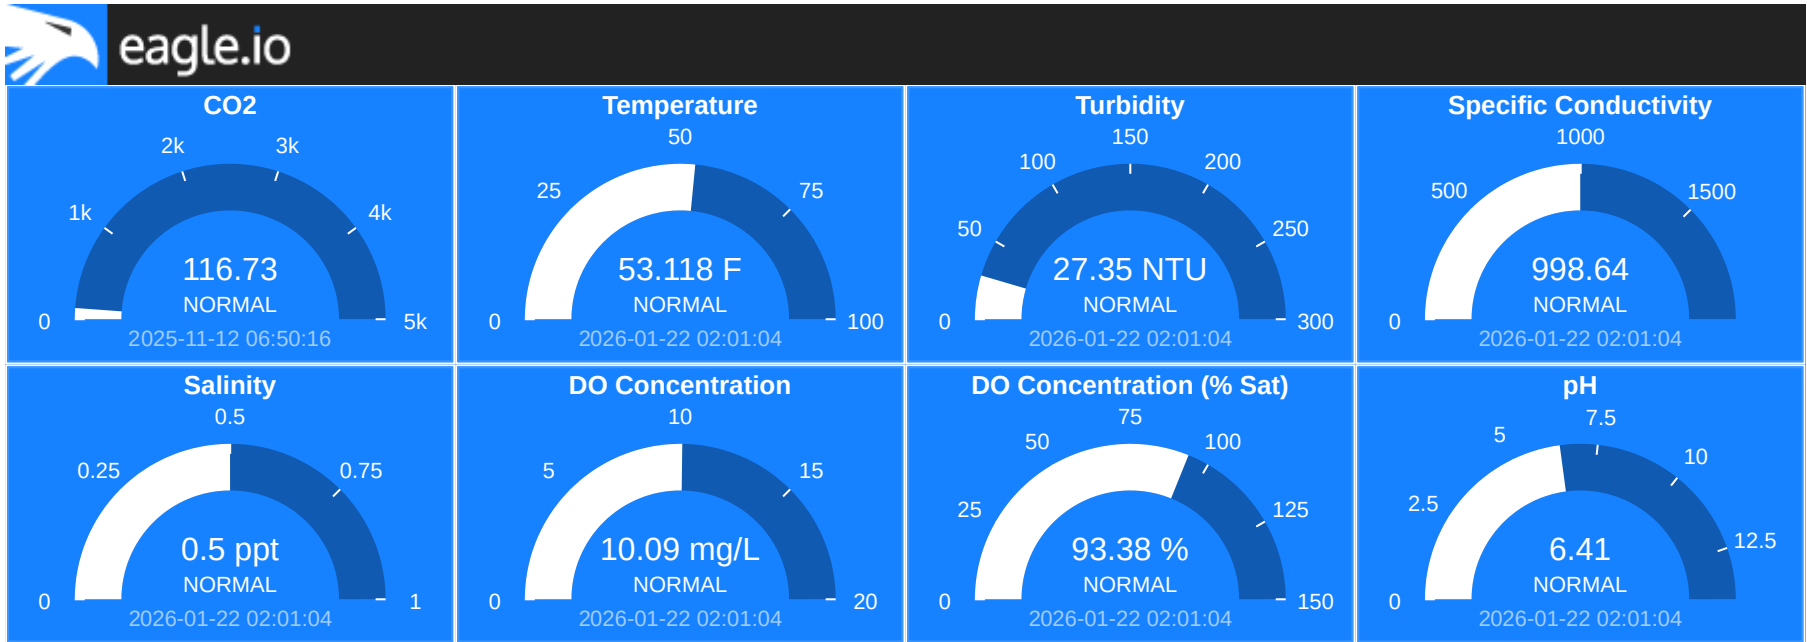 eagle.io
CO2
0
1k
2k
3k
4k
5k
116.73
NORMAL
2025-11-12 06:50:16
Temperature
0
25
50
75
100
53.118 F
NORMAL
2026-01-22 02:01:04
Turbidity
0
50
100
150
200
250
300
27.35 NTU
NORMAL
2026-01-22 02:01:04
Specific Conductivity
0
500
1000
1500
998.64
NORMAL
2026-01-22 02:01:04
Salinity
0
0.25
0.5
0.75
1
0.5 ppt
NORMAL
2026-01-22 02:01:04
DO Concentration
0
5
10
15
20
10.09 mg/L
NORMAL
2026-01-22 02:01:04
DO Concentration (% Sat)
0
25
50
75
100
125
150
93.38 %
NORMAL
2026-01-22 02:01:04
pH
0
2.5
5
7.5
10
12.5
6.41
NORMAL
2026-01-22 02:01:04